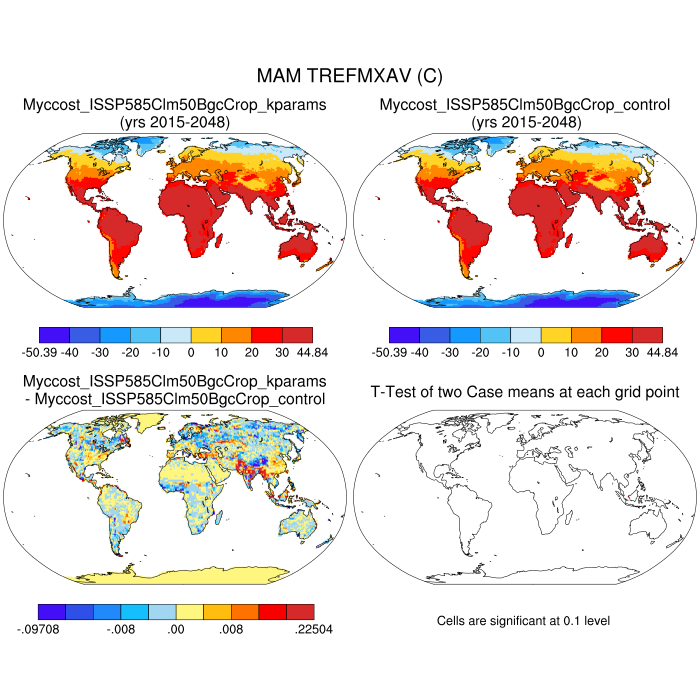 MAM TREFMXAV (C)
Myccost_ISSP585Clm50BgcCrop_kparams
(yrs 2015-2048)
Myccost_ISSP585Clm50BgcCrop_control
(yrs 2015-2048)
-50.39 -40 -30 -20 -10 0 10 20 30 44.84
-50.39 -40 -30 -20 -10 0 10 20 30 44.84
Myccost_ISSP585Clm50BgcCrop_kparams
- Myccost_ISSP585Clm50BgcCrop_control
T-Test of two Case means at each grid point
-.09708 -.008 .00 .008 .22504
Cells are significant at 0.1 level